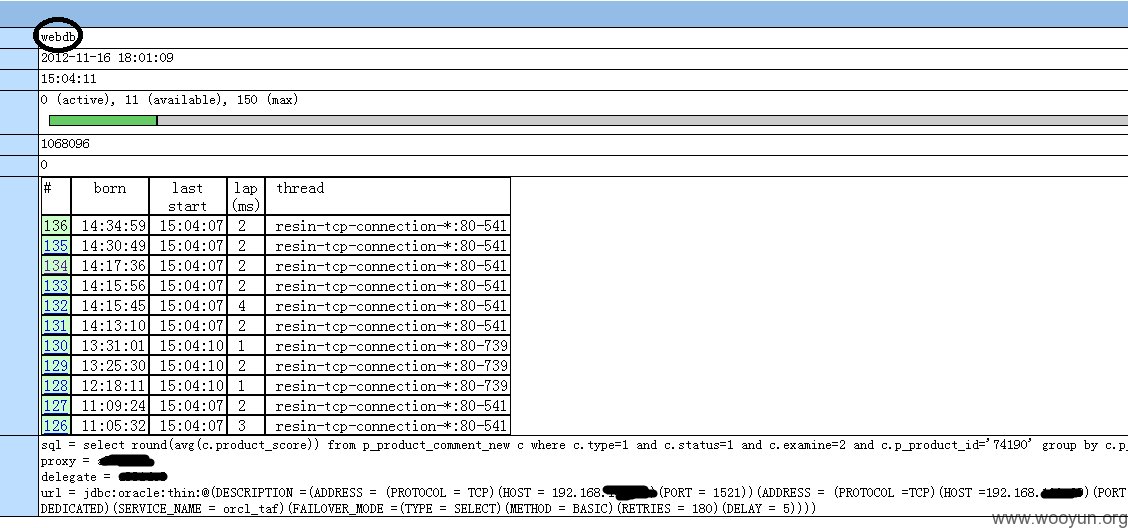 webdb
2012-11-16 18:01:09
15:04:11
0 (active), 11 (available), 150 (max)
1068096
0
# born last start lap (ms) thread
136 14:34:59 15:04:07 2 resin-tcp-connection-*:80-541
135 14:30:49 15:04:07 2 resin-tcp-connection-*:80-541
134 14:17:36 15:04:07 2 resin-tcp-connection-*:80-541
133 14:15:56 15:04:07 2 resin-tcp-connection-*:80-541
132 14:15:45 15:04:07 4 resin-tcp-connection-*:80-541
131 14:13:10 15:04:07 2 resin-tcp-connection-*:80-541
130 13:31:01 15:04:10 1 resin-tcp-connection-*:80-739
129 13:25:30 15:04:10 2 resin-tcp-connection-*:80-739
128 12:18:11 15:04:10 1 resin-tcp-connection-*:80-739
127 11:09:24 15:04:07 2 resin-tcp-connection-*:80-541
126 11:05:32 15:04:07 3 resin-tcp-connection-*:80-541
sql = select round(avg(c.product_score)) from p_product_comment_new c where c.type=1 and c.status=1 and c.examine=2 and c.p_product_id='74190' group by c.p_
proxy =
delegate =
url = jdbc:oracle:thin:@(DESCRIPTION =(ADDRESS = (PROTOCOL = TCP)(HOST = 192.168. (PORT = 1521))(ADDRESS = (PROTOCOL =TCP)(HOST =192.168. )(PORT
DEDICATED)(SERVICE_NAME = orcl_taf)(FAILOVER_MODE =(TYPE = SELECT)(METHOD = BASIC)(RETRIES = 180)(DELAY = 5))))
www.wooyun.org